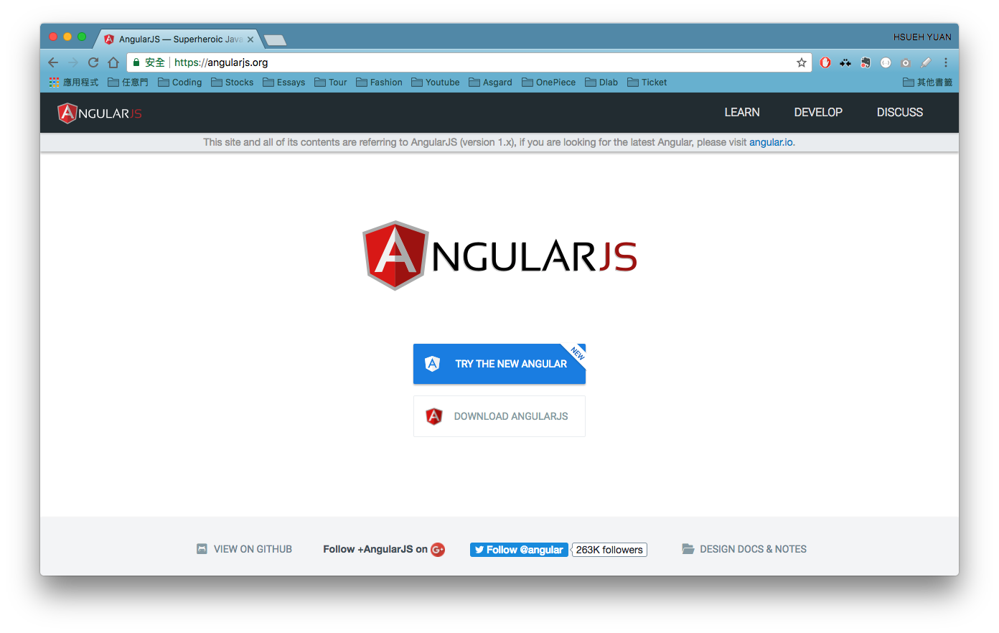 AngularJS — Superheroic Java
HSUEH YUAN
安全 https://angularjs.org
應用程式 任意門 Coding Stocks Essays Tour Fashion Youtube Asgard OnePiece Dlab Ticket 其他書籤
ANGULARJS LEARN DEVELOP DISCUSS
This site and all of its contents are referring to AngularJS (version 1.x), if you are looking for the latest Angular, please visit angular.io.
ANGULARJS
NEW
TRY THE NEW ANGULAR
DOWNLOAD ANGULARJS
VIEW ON GITHUB Follow +AngularJS on G+ Follow @angular 263K followers DESIGN DOCS & NOTES